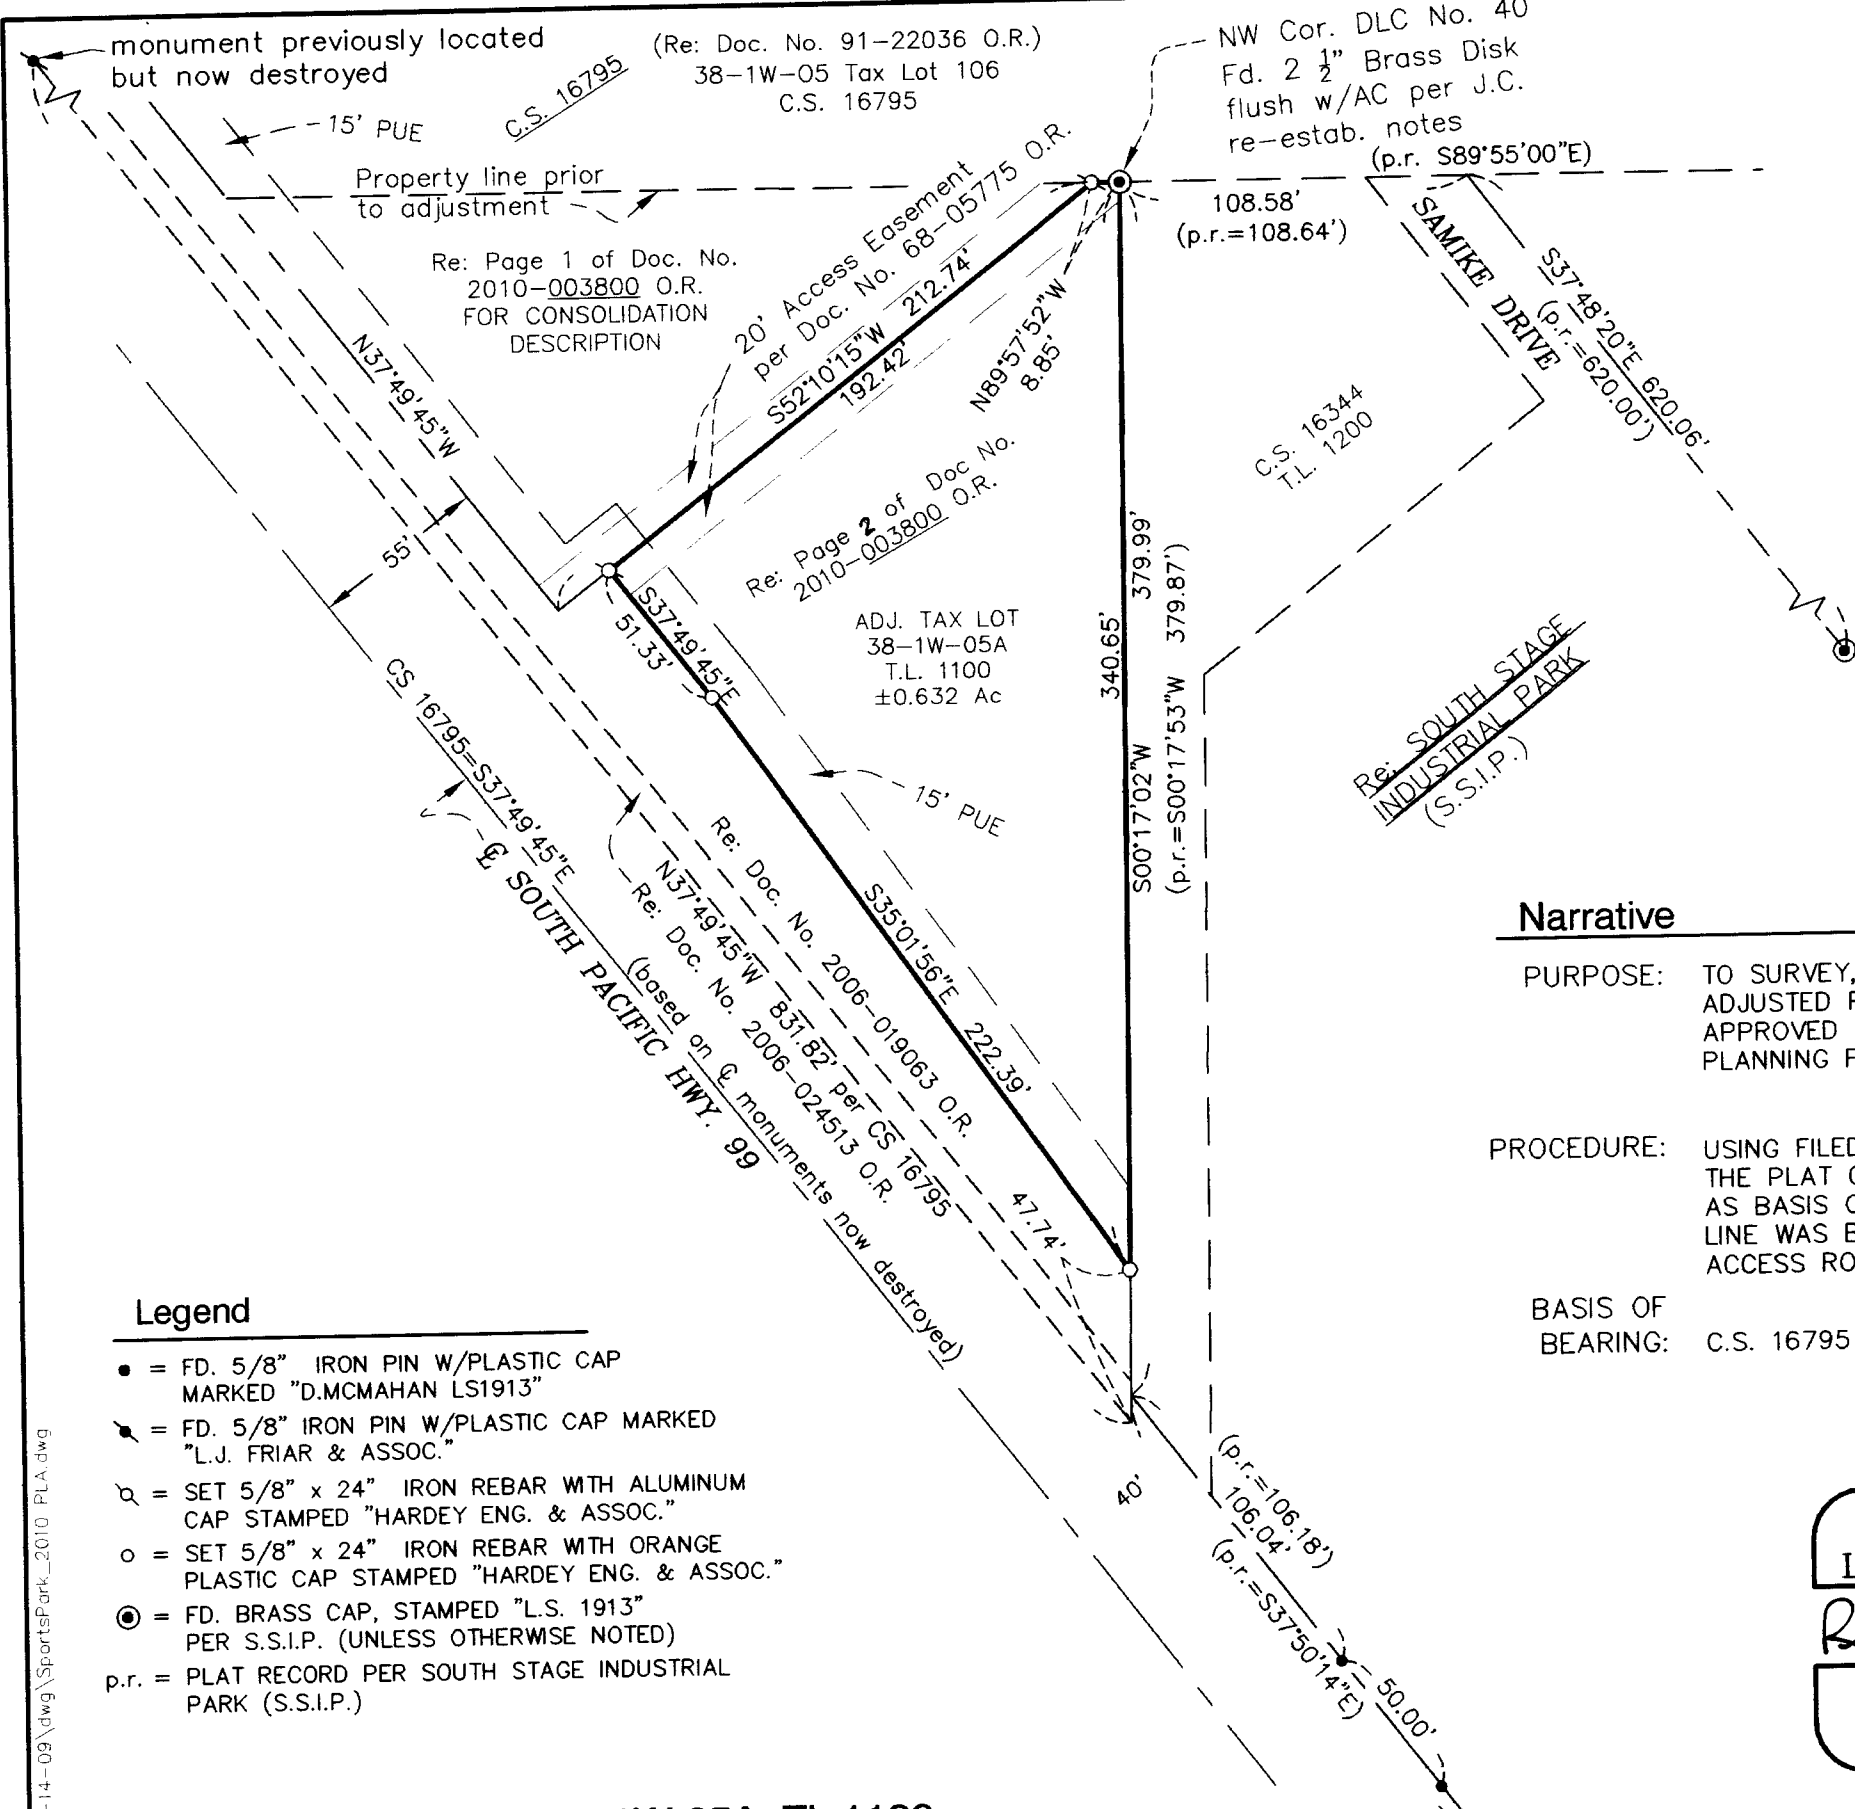 monument previously located
but now destroyed
(Re: Doc. No. 91-22036 O.R.)
38-1W-05 Tax Lot 106
C.S. 16795
C.S. 16795
15' PUE
NW Cor. DLC No. 40
Fd. 2 ½" Brass Disk
flush w/AC per J.C.
re-estab. notes
(p.r. S89°55'00"E)
108.58'
(p.r.=108.64')
Property line prior
to adjustment
Re: Page 1 of Doc. No.
2010-003800 O.R.
FOR CONSOLIDATION
DESCRIPTION
20' Access Easement
per Doc. No. 68-05775 O.R.
S52°10'15"W 212.74'
192.42'
N89°57'52"W
8.85'
SAMIKE DRIVE
S37°48'20"E 620.06'
(p.r.=620.00')
C.S. 16344
T.L. 1200
N37°49'45"W
55'
Re: Page 2 of Doc No.
2010-003800 O.R.
ADJ. TAX LOT
38-1W-05A
T.L. 1100
±0.632 Ac
S37°49'45"E
51.33'
340.65'
S00°17'02"W 379.99'
(p.r.=S00°17'53"W 379.87')
Re: SOUTH STAGE
INDUSTRIAL PARK
(S.S.I.P.)
15' PUE
CS 16795=S37°49'45"E
℄ SOUTH PACIFIC HWY. 99
(based on ℄ monuments now destroyed)
Re: Doc. No. 2006-019063 O.R.
N37°49'45"W 831.82' per CS 16795
Re: Doc. No. 2006-024513 O.R.
S35°01'56"E 222.39'
47.74'
40'
(p.r.=106.18')
106.04'
(p.r.=S37°50'14"E)
50.00'
Narrative
PURPOSE: TO SURVEY,
ADJUSTED
APPROVED
PLANNING
PROCEDURE: USING FILED
THE PLAT
AS BASIS
LINE WAS
ACCESS
BASIS OF
BEARING: C.S. 16795
Legend
● = FD. 5/8" IRON PIN W/PLASTIC CAP
MARKED "D.MCMAHAN LS1913"
= FD. 5/8" IRON PIN W/PLASTIC CAP MARKED
"L.J. FRIAR & ASSOC."
= SET 5/8" x 24" IRON REBAR WITH ALUMINUM
CAP STAMPED "HARDEY ENG. & ASSOC."
○ = SET 5/8" x 24" IRON REBAR WITH ORANGE
PLASTIC CAP STAMPED "HARDEY ENG. & ASSOC."
◉ = FD. BRASS CAP, STAMPED "L.S. 1913"
PER S.S.I.P. (UNLESS OTHERWISE NOTED)
p.r. = PLAT RECORD PER SOUTH STAGE INDUSTRIAL
PARK (S.S.I.P.)
-14-09\dwg\SportsPark_2010 PLA.dwg